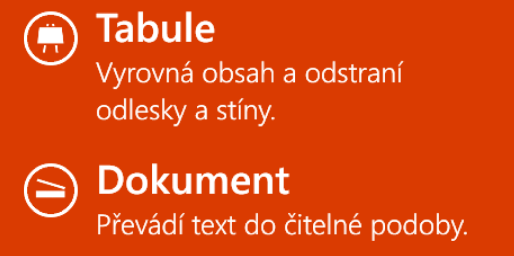 Tabule
Vyrovná obsah a odstraní
odlesky a stíny.
Dokument
Převádí text do čitelné podoby.